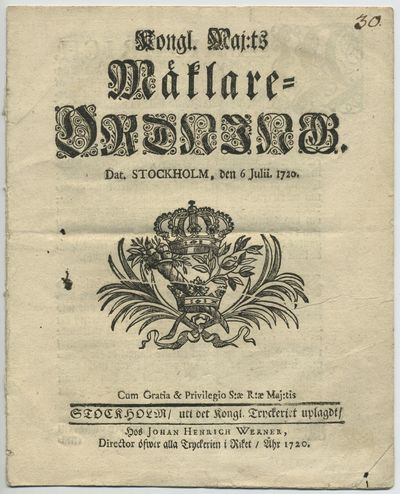 30.
Kongl. Maj:ts
Mäklare-
ORDNING.
Dat. STOCKHOLM, den 6 Julii. 1720.
Cum Gratia & Privilegio S:æ R:æ Maj:tis
STOCKHOLM/ uti det Kongl. Tryckeriet uplagdt/
Hos JOHAN HENRICH WERNER,
Director öfwer alla Tryckerien i Riket / Åhr 1720.